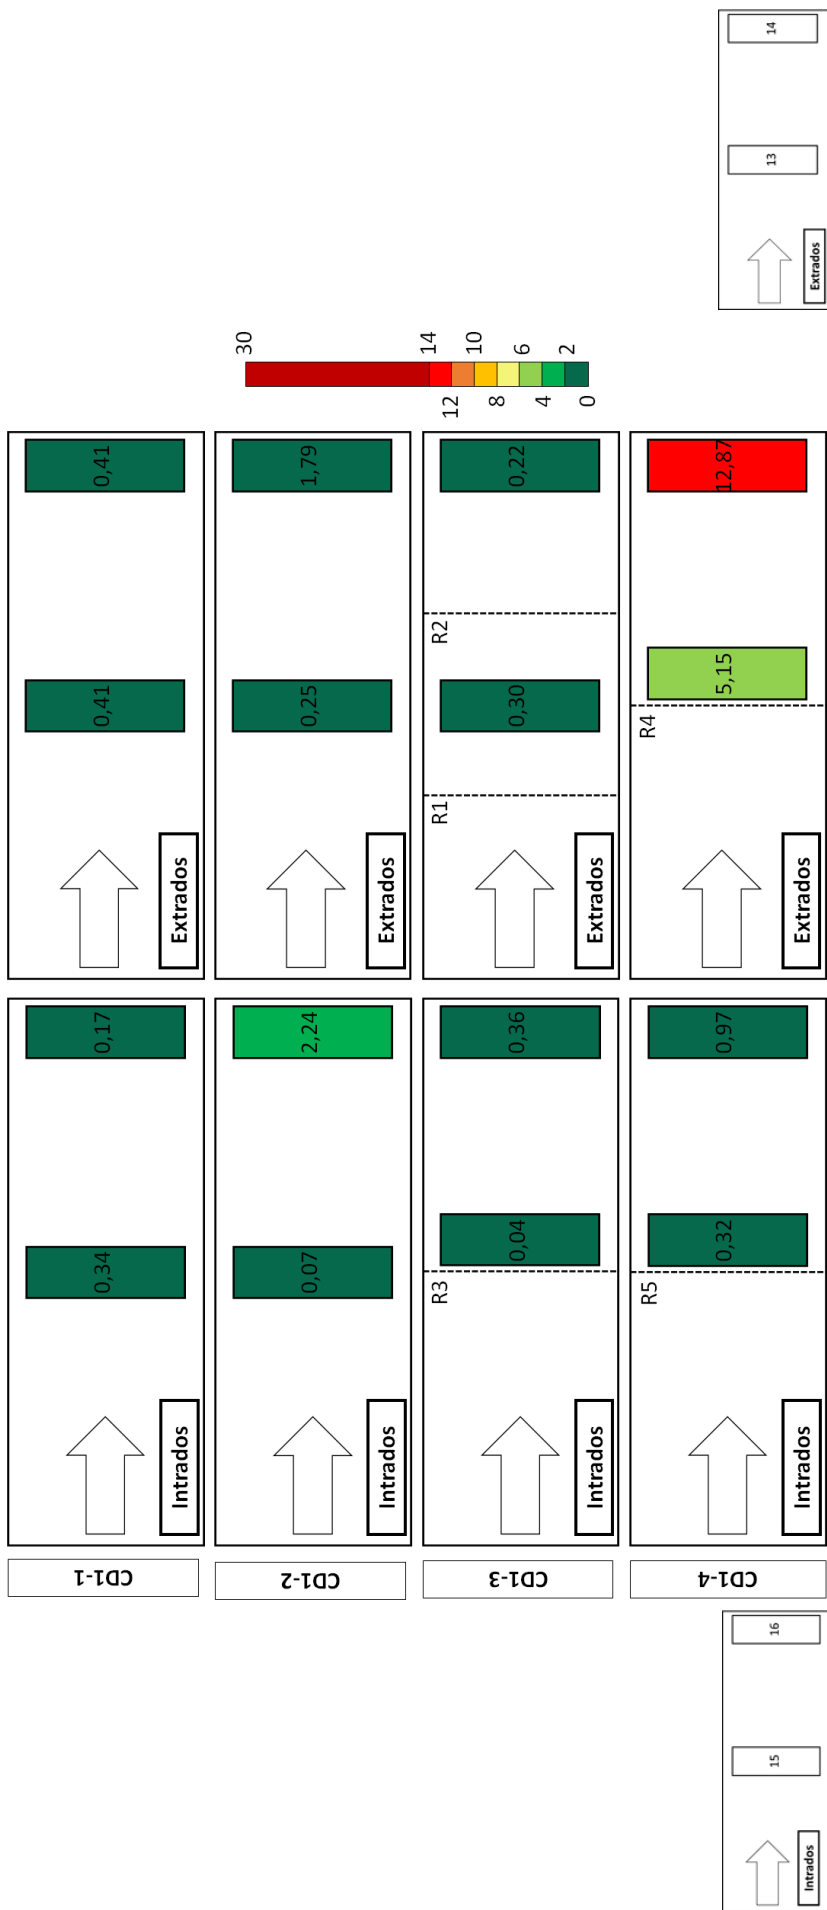 14
13
Extrados
30
14
10
6
2
12
8
4
0
0,41
0,41
Extrados
1,79
0,25
Extrados
0,22
R2
0,30
R1
Extrados
12,87
5,15
R4
Extrados
0,17
0,34
Intrados
2,24
0,07
Intrados
0,36
0,04
R3
Intrados
0,97
0,32
R5
Intrados
CD1-1
CD1-2
CD1-3
CD1-4
16
15
Intrados